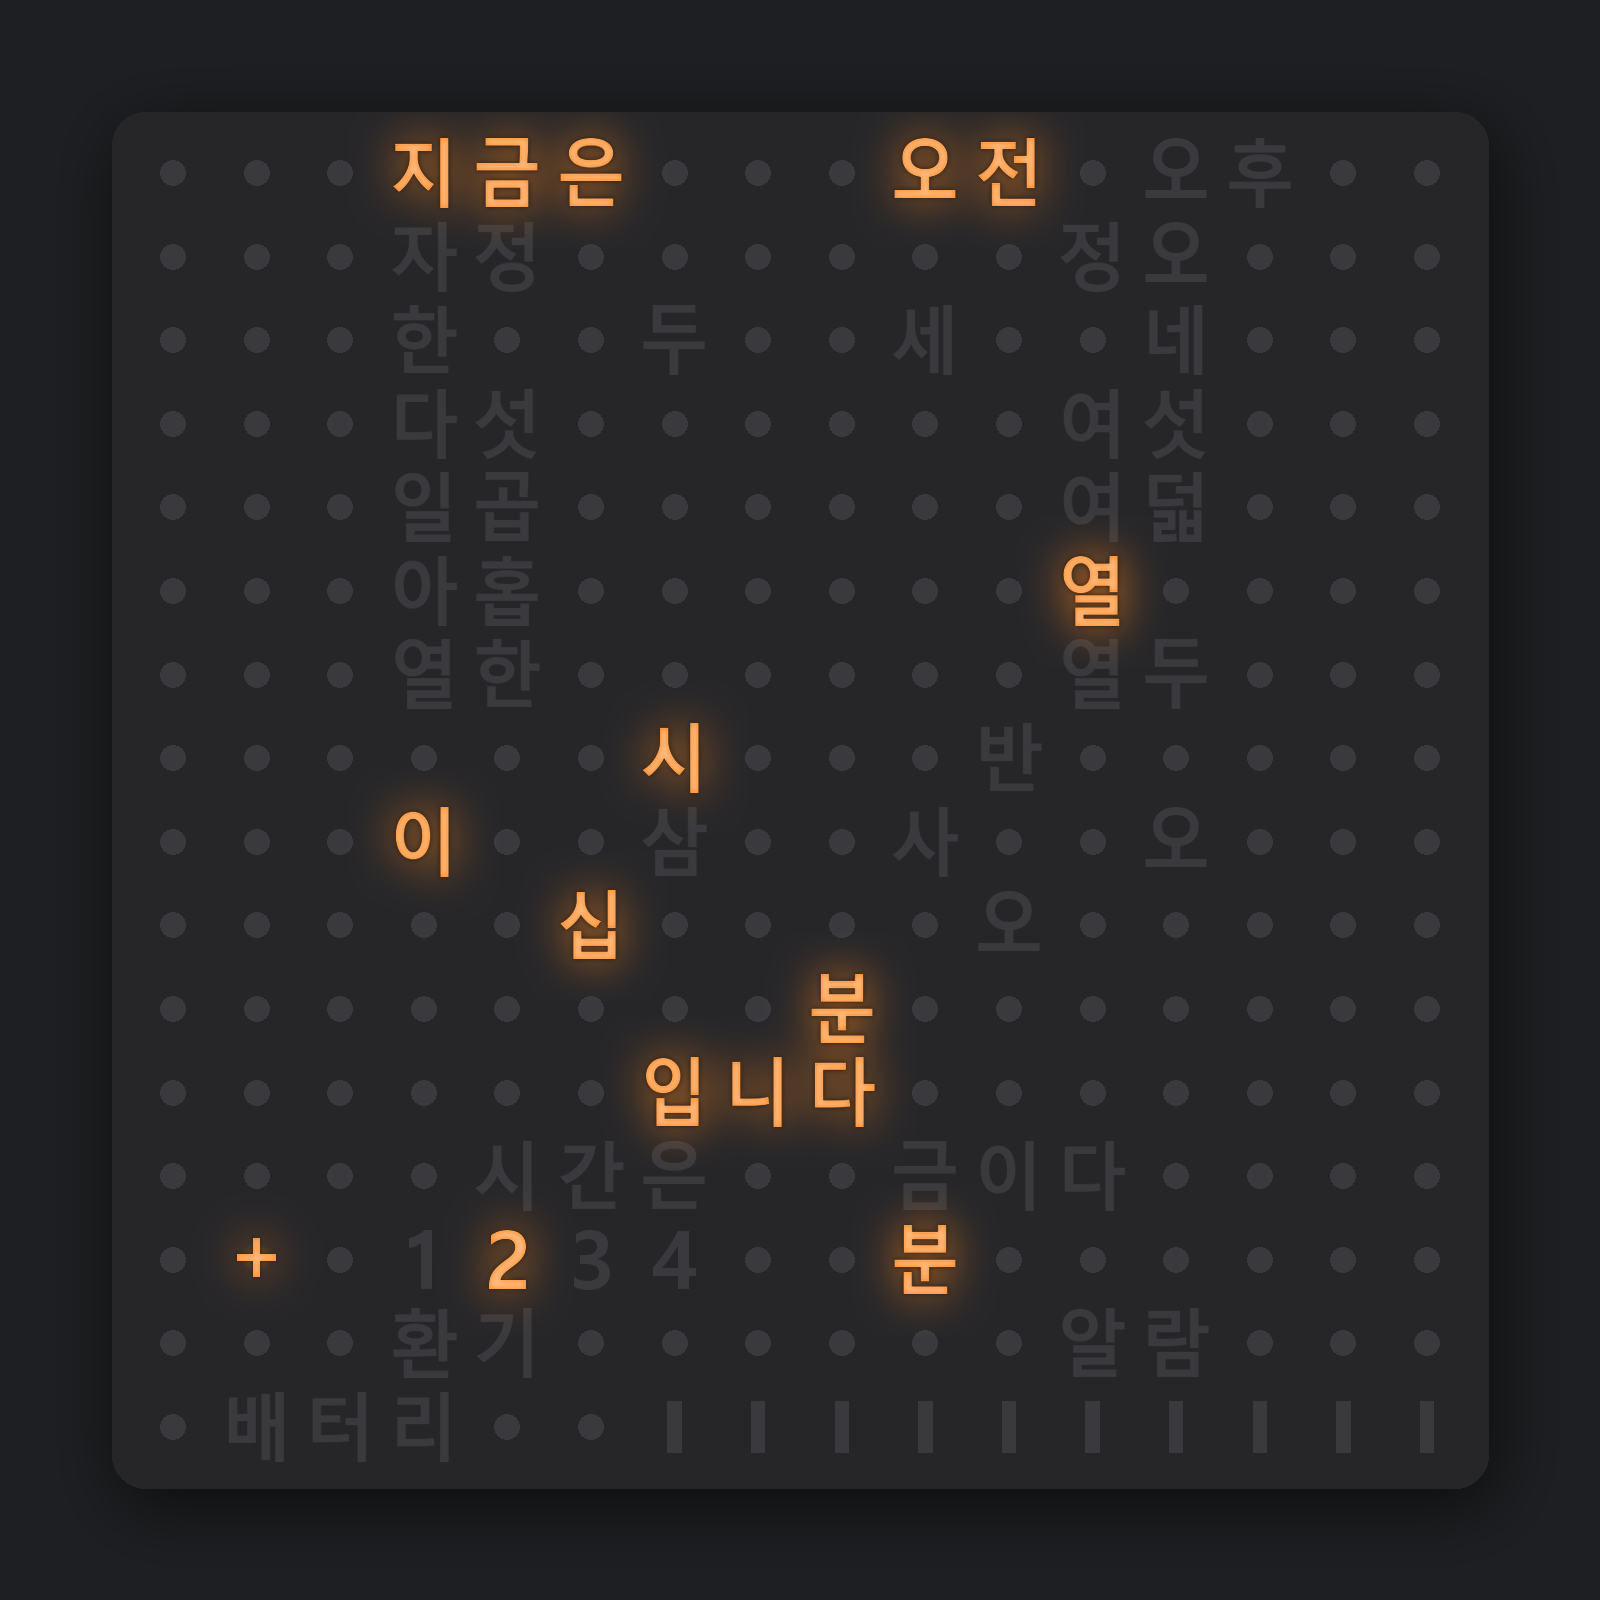 지금은 오전 오후
자정 정오
한 두 세 네
다섯 여섯
일곱 여덟
아홉 열
열한 열두
시 반
이 삼 사 오
십 오
분
입니다
시간은 금이다
+ 1 2 3 4 분
환기 알람
배터리 | | | | | | | | | |